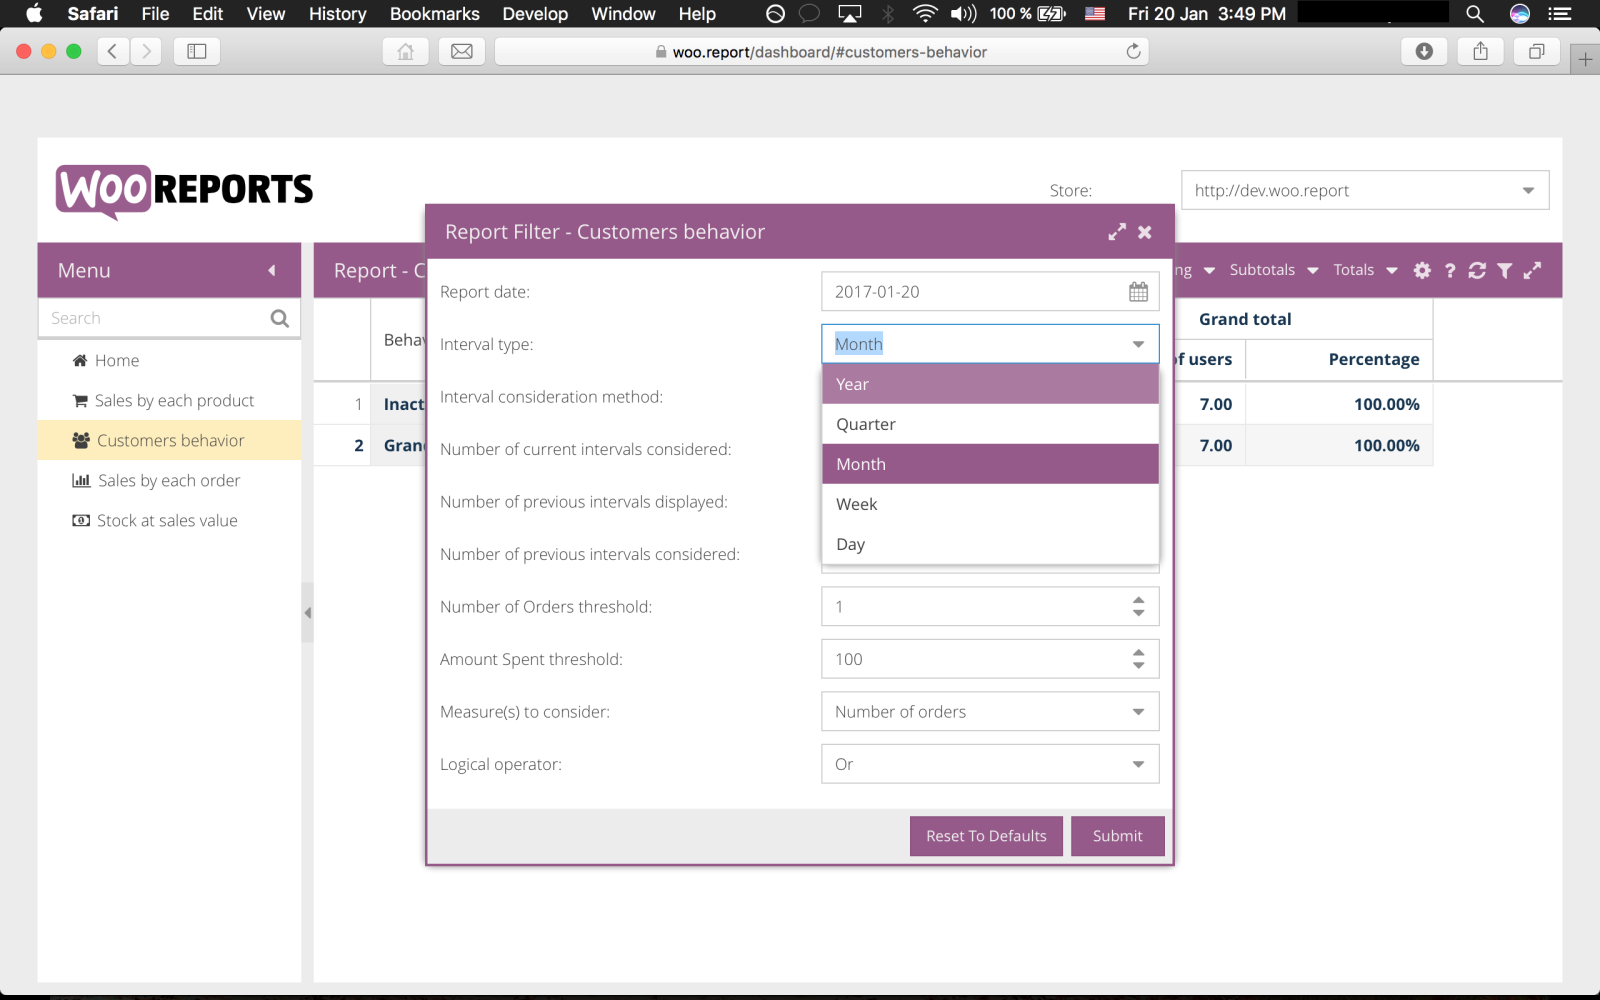 Safari File Edit View History Bookmarks Develop Window Help 100 % Fri 20 Jan 3:49 PM
woo.report/dashboard/#customers-behavior
WOO REPORTS
Store: http://dev.woo.report
Report Filter - Customers behavior
Menu
Report - C
ng Subtotals Totals ?
Search
Home
Sales by each product
Customers behavior
Sales by each order
Stock at sales value
Behav
Grand total
of users Percentage
1 Inact 7.00 100.00%
2 Gran 7.00 100.00%
Report date: 2017-01-20
Interval type: Month
Year
Quarter
Month
Week
Day
Interval consideration method:
Number of current intervals considered:
Number of previous intervals displayed:
Number of previous intervals considered:
Number of Orders threshold: 1
Amount Spent threshold: 100
Measure(s) to consider: Number of orders
Logical operator: Or
Reset To Defaults Submit